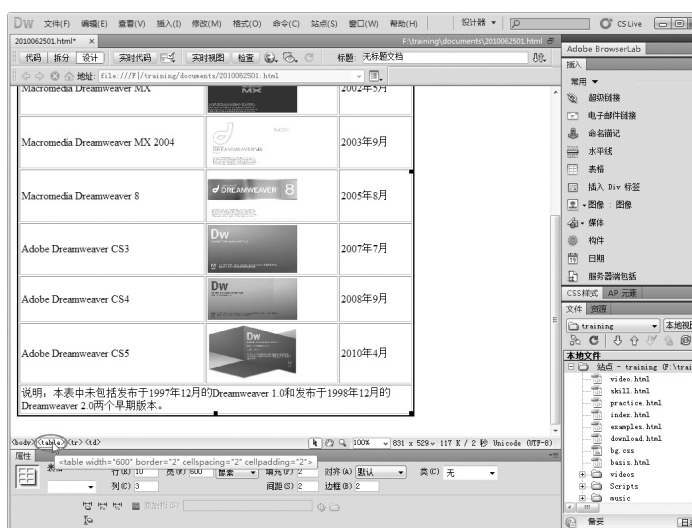 Dw 文件(F) 编辑(E) 查看(V) 插入(I) 修改(M) 格式(O) 命令(C) 站点(S) 窗口(W) 帮助(H) 设计器 CS Live
2010062501.html* × F:\training\documents\2010062501.html
代码 拆分 设计 实时代码 实时视图 检查 标题: 无标题文档
地址: file:///F|/training/documents/2010062501.html
Macromedia Dreamweaver MX MX 2002年5月
Macromedia Dreamweaver MX 2004 2003年9月
Macromedia Dreamweaver 8 DREAMWEAVER 8 2005年8月
Adobe Dreamweaver CS3 Dw 2007年7月
Adobe Dreamweaver CS4 Dw 2008年9月
Adobe Dreamweaver CS5 Dw 2010年4月
说明：本表中未包括发布于1997年12月的Dreamweaver 1.0和发布于1998年12月的
Dreamweaver 2.0两个早期版本。
<body> <table> <tr> <td> 100% 831 x 529 117 K / 2 秒 Unicode (UTF-8)
属性
<table width="600" border="2" cellspacing="2" cellpadding="2">
行(R) 10 宽(W) 600 像素 填充(P) 2 对齐(A) 默认 类(C) 无
列(C) 3 间距(S) 2 边框(B) 2
原始档(S)
Adobe BrowserLab
插入
常用
超级链接
电子邮件链接
命名锚记
水平线
表格
插入 Div 标签
图像 : 图像
媒体
构件
日期
服务器端包括
CSS样式 AP 元素
文件 资源
training 本地视图
本地文件
站点 - training (F:\trai
video.html
skill.html
practice.html
index.html
examples.html
download.html
bg.css
basis.html
videos
Scripts
music
备妥